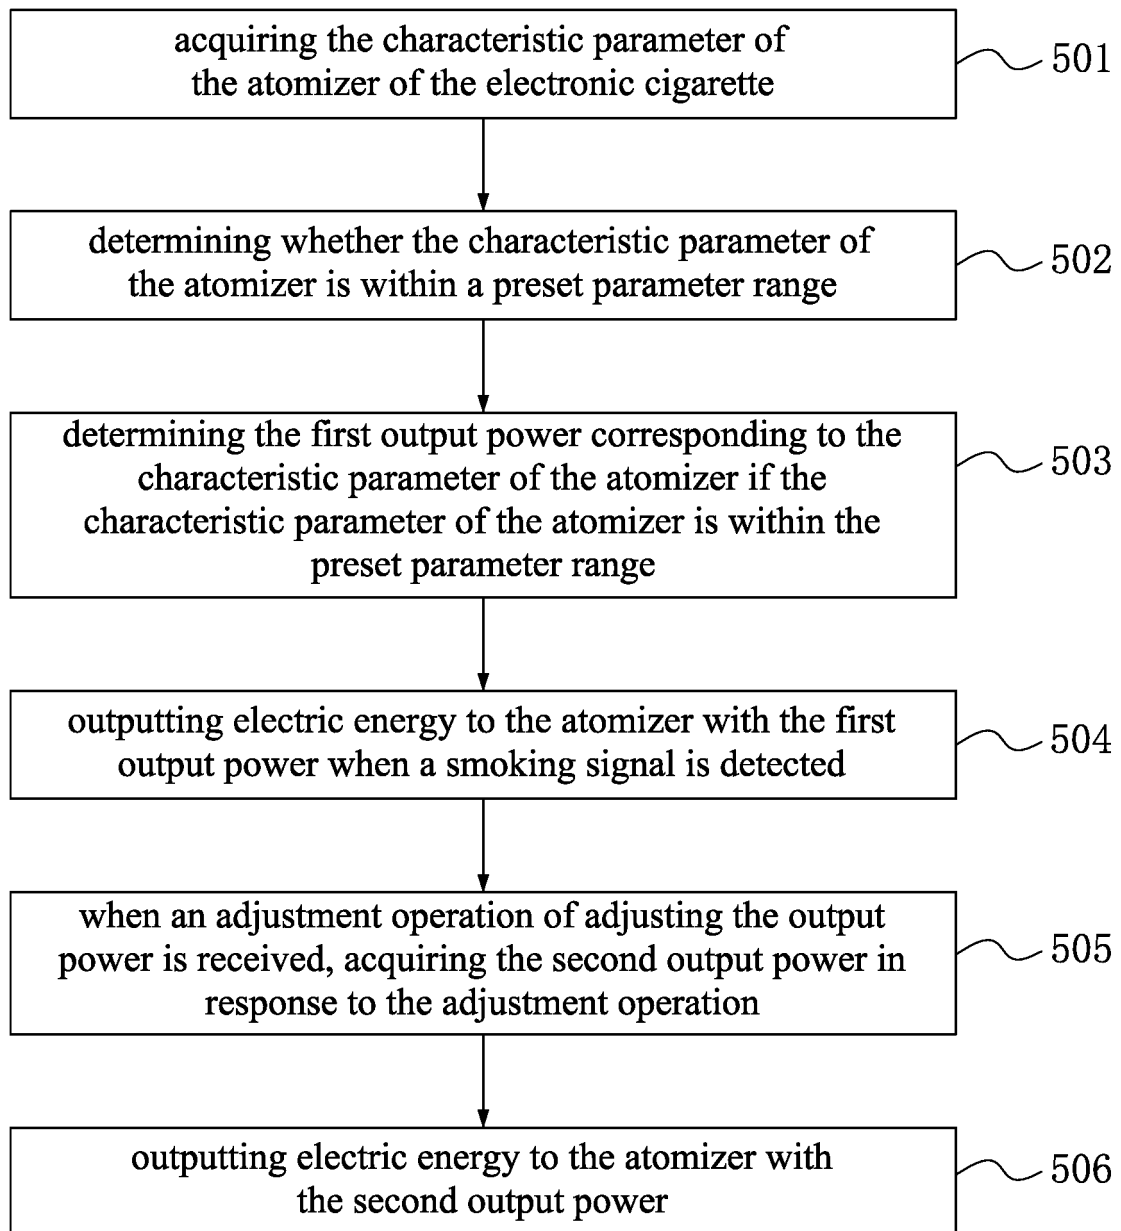 acquiring the characteristic parameter of
the atomizer of the electronic cigarette
501
determining whether the characteristic parameter of
the atomizer is within a preset parameter range
502
determining the first output power corresponding to the
characteristic parameter of the atomizer if the
characteristic parameter of the atomizer is within the
preset parameter range
503
outputting electric energy to the atomizer with the first
output power when a smoking signal is detected
504
when an adjustment operation of adjusting the output
power is received, acquiring the second output power in
response to the adjustment operation
505
outputting electric energy to the atomizer with
the second output power
506